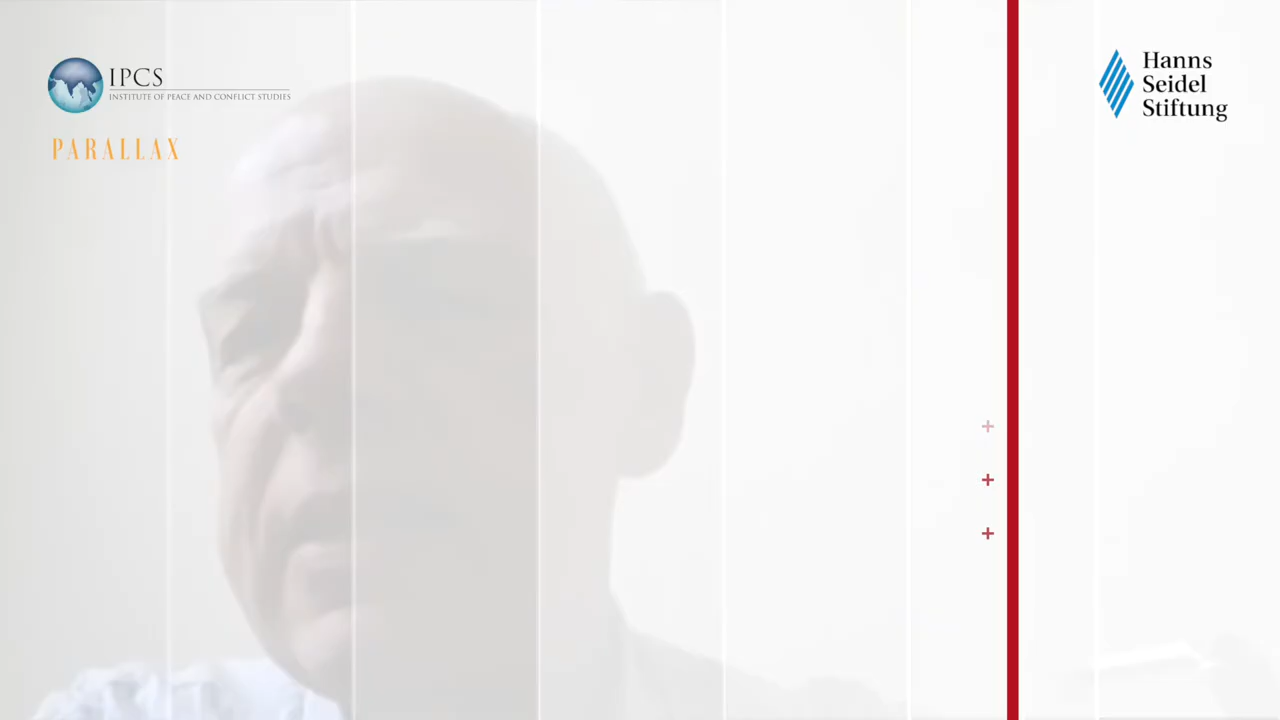 IPCS
INSTITUTE OF PEACE AND CONFLICT STUDIES
PARALLAX
Hanns
Seidel
Stiftung